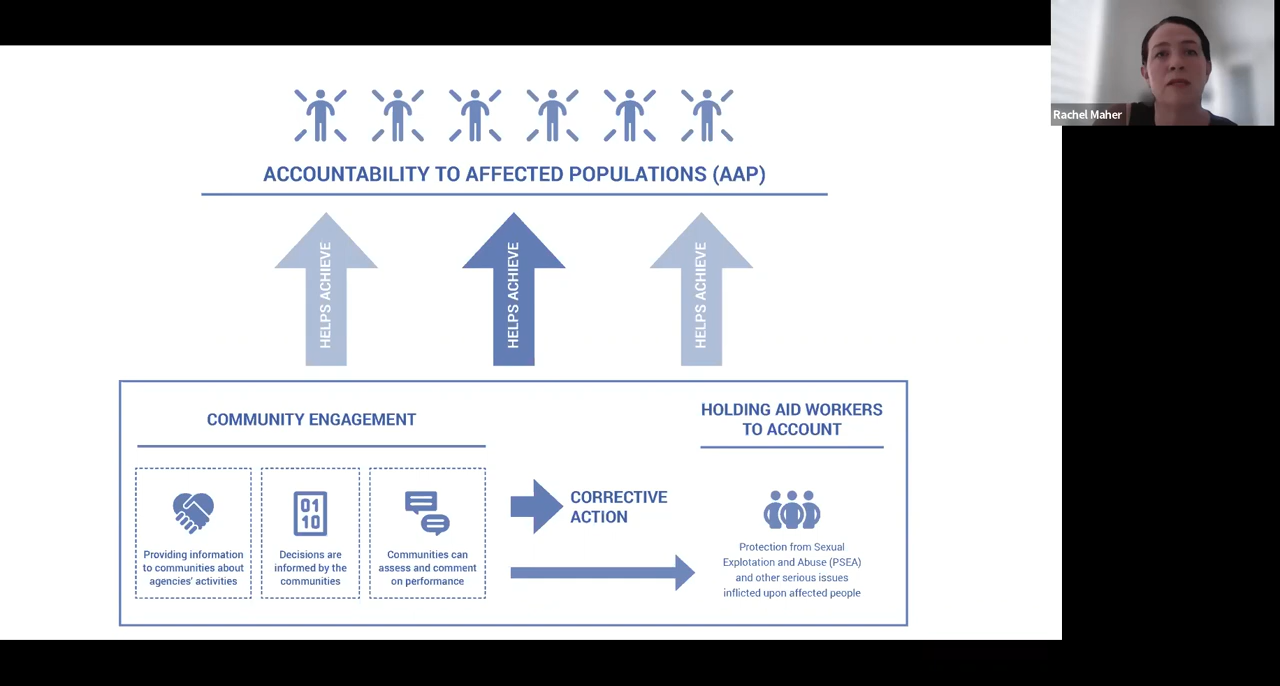 Rachel Maher
ACCOUNTABILITY TO AFFECTED POPULATIONS (AAP)
HELPS ACHIEVE
HELPS ACHIEVE
HELPS ACHIEVE
COMMUNITY ENGAGEMENT
HOLDING AID WORKERS
TO ACCOUNT
01
10
Providing information
to communities about
agencies' activities
Decisions are
informed by the
communities
Communities can
assess and comment
on performance
CORRECTIVE
ACTION
Protection from Sexual
Explotation and Abuse (PSEA)
and other serious issues
inflicted upon affected people